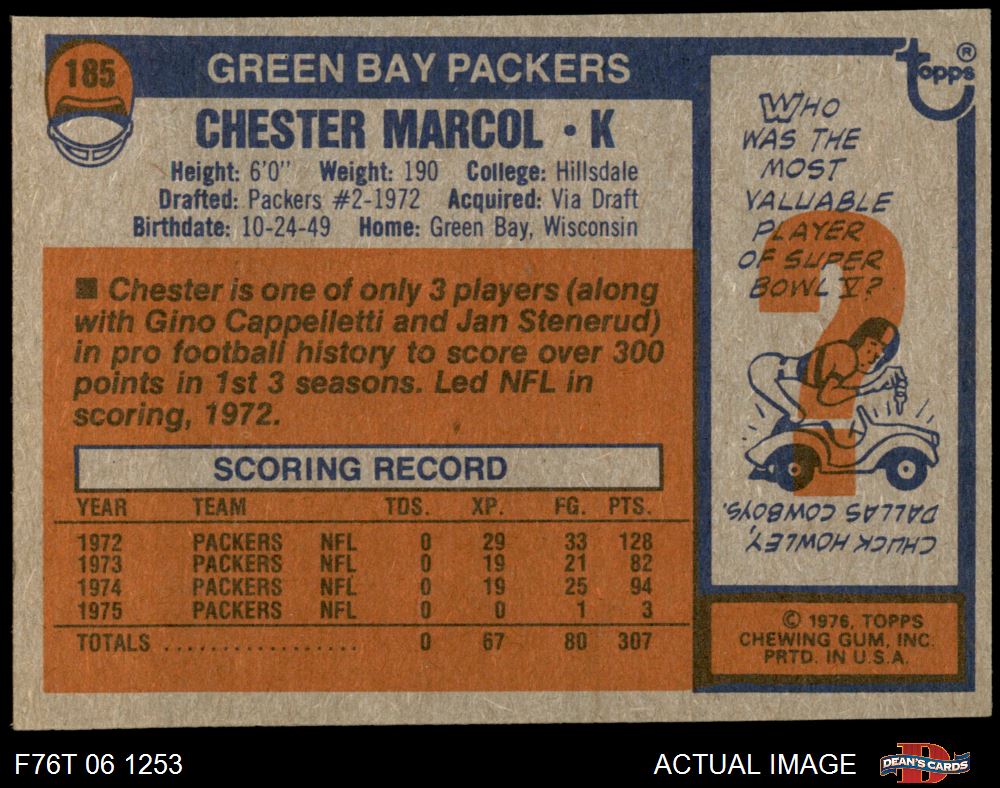 185
GREEN BAY PACKERS
topps®
CHESTER MARCOL • K
Height: 6'0" Weight: 190 College: Hillsdale
Drafted: Packers #2-1972 Acquired: Via Draft
Birthdate: 10-24-49 Home: Green Bay, Wisconsin
■ Chester is one of only 3 players (along
with Gino Cappelletti and Jan Stenerud)
in pro football history to score over 300
points in 1st 3 seasons. Led NFL in
scoring, 1972.
SCORING RECORD
YEAR TEAM TDS. XP. FG. PTS.
1972 PACKERS NFL 0 29 33 128
1973 PACKERS NFL 0 19 21 82
1974 PACKERS NFL 0 19 25 94
1975 PACKERS NFL 0 0 1 3
TOTALS .................. 0 67 80 307
WHO
WAS THE
MOST
VALUABLE
PLAYER
OF SUPER
BOWL V?
?
CHUCK HOWLEY,
DALLAS COWBOYS.
© 1976, TOPPS
CHEWING GUM, INC.
PRTD. IN U.S.A.
F76T 06 1253
ACTUAL IMAGE
DEAN'S CARDS